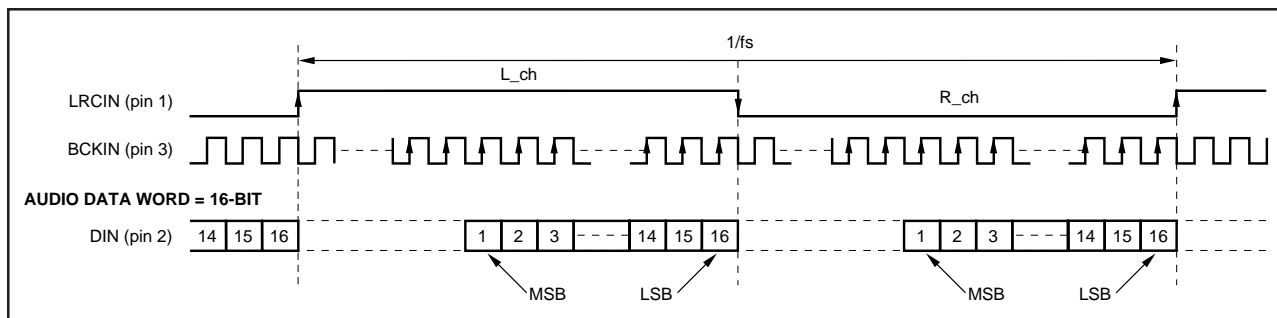 1/fs
L_ch
LRCIN (pin 1)
R_ch
BCKIN (pin 3)
AUDIO DATA WORD = 16-BIT
DIN (pin 2) 14 15 16 1 2 3 14 15 16 1 2 3 14 15 16
MSB LSB MSB LSB